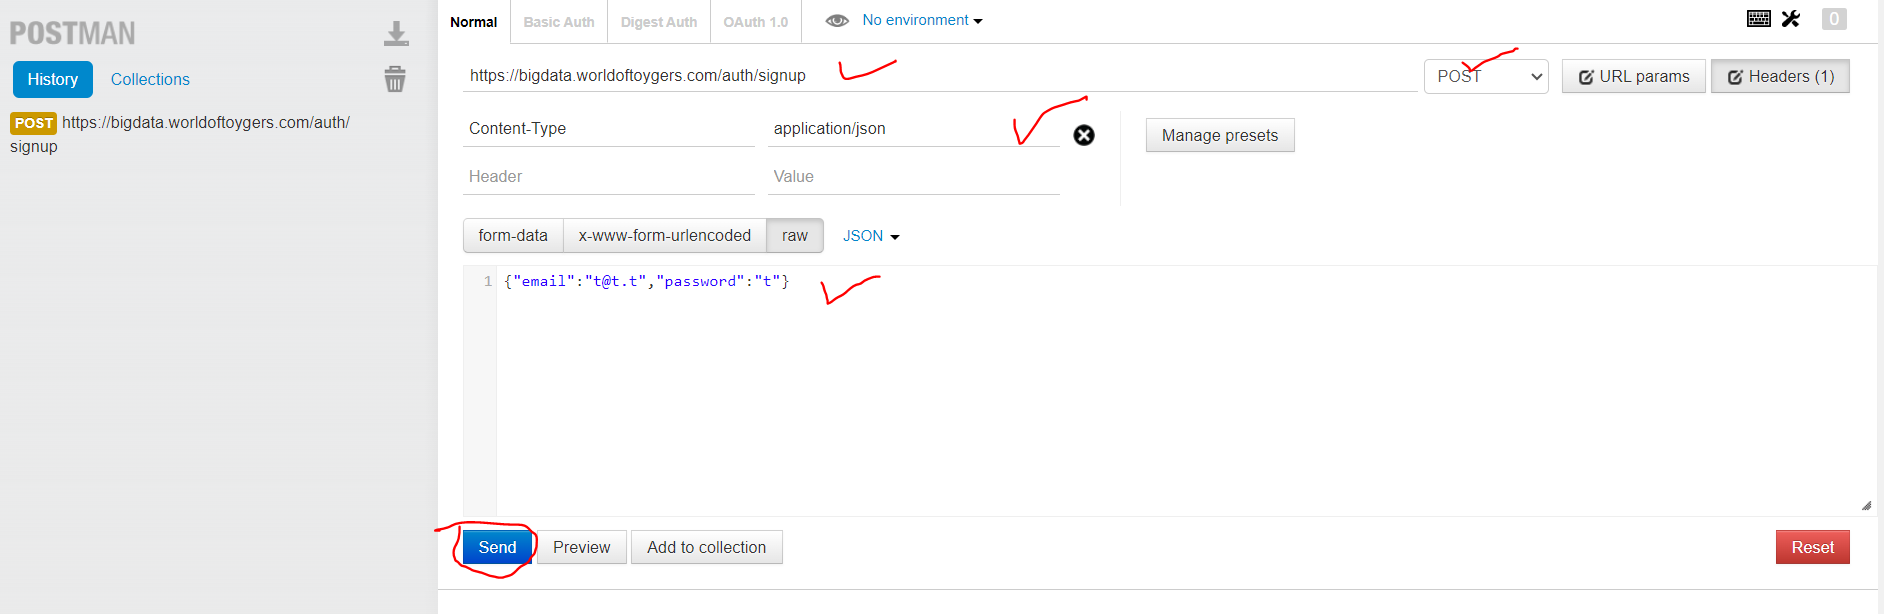 POSTMAN
History Collections
POST https://bigdata.worldoftoygers.com/auth/
signup
Normal Basic Auth Digest Auth OAuth 1.0 No environment 0
https://bigdata.worldoftoygers.com/auth/signup POST URL params Headers (1)
Content-Type application/json Manage presets
Header Value
form-data x-www-form-urlencoded raw JSON
1 {"email":"t@t.t","password":"t"}
Send Preview Add to collection Reset